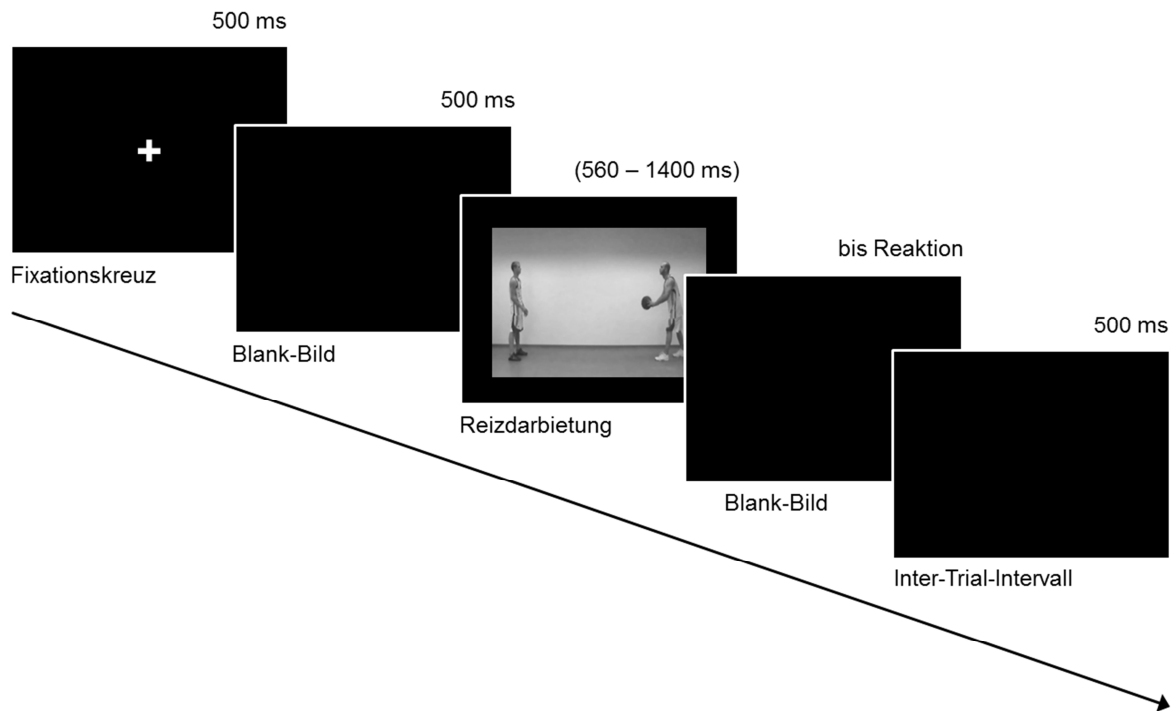 500 ms
Fixationskreuz
500 ms
Blank-Bild
(560 – 1400 ms)
Reizdarbietung
bis Reaktion
Blank-Bild
500 ms
Inter-Trial-Intervall